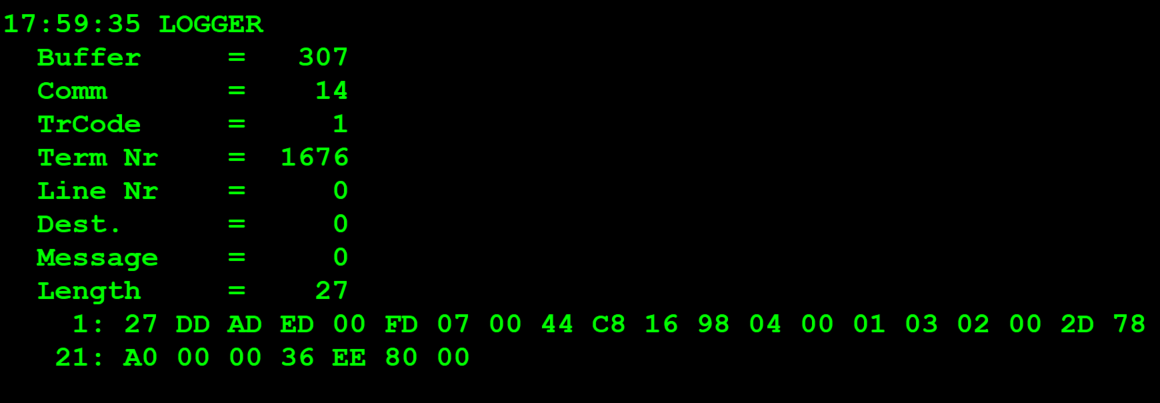 17:59:35 LOGGER
Buffer = 307
Comm = 14
TrCode = 1
Term Nr = 1676
Line Nr = 0
Dest. = 0
Message = 0
Length = 27
1: 27 DD AD ED 00 FD 07 00 44 C8 16 98 04 00 01 03 02 00 2D 78
21: A0 00 00 36 EE 80 00